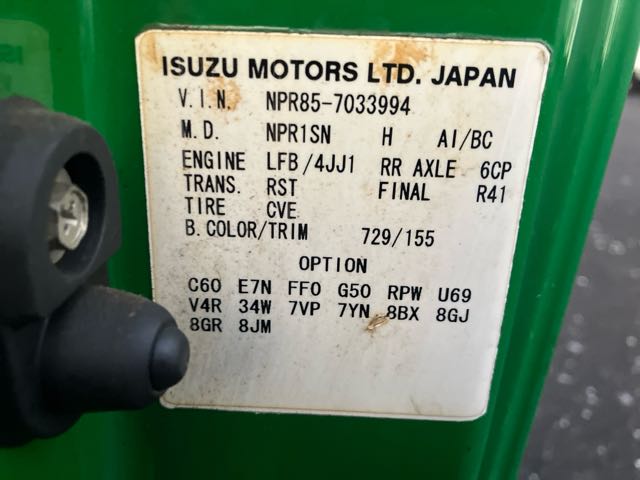 ISUZU MOTORS LTD. JAPAN
V.I.N. NPR85-7033994
M.D. NPR1SN H AI/BC
ENGINE LFB/4JJ1 RR AXLE 6CP
TRANS. RST FINAL R41
TIRE CVE
B.COLOR/TRIM 729/155
OPTION
C60 E7N FF0 G50 RPW U69
V4R 34W 7VP 7YN 8BX 8GJ
8GR 8JM